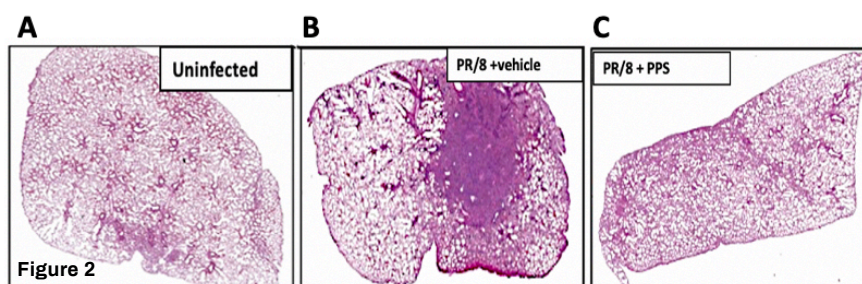 A
B
C
Uninfected
PR/8 +vehicle
PR/8 + PPS
Figure 2